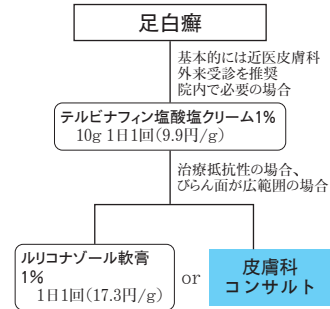 足白癬
基本的には近医皮膚科
外来受診を推奨
院内で必要の場合
テルビナフィン塩酸塩クリーム1%
10g 1日1回(9.9円/g)
治療抵抗性の場合、
びらん面が広範囲の場合
ルリコナゾール軟膏
1%
1日1回(17.3円/g)
or
皮膚科
コンサルト